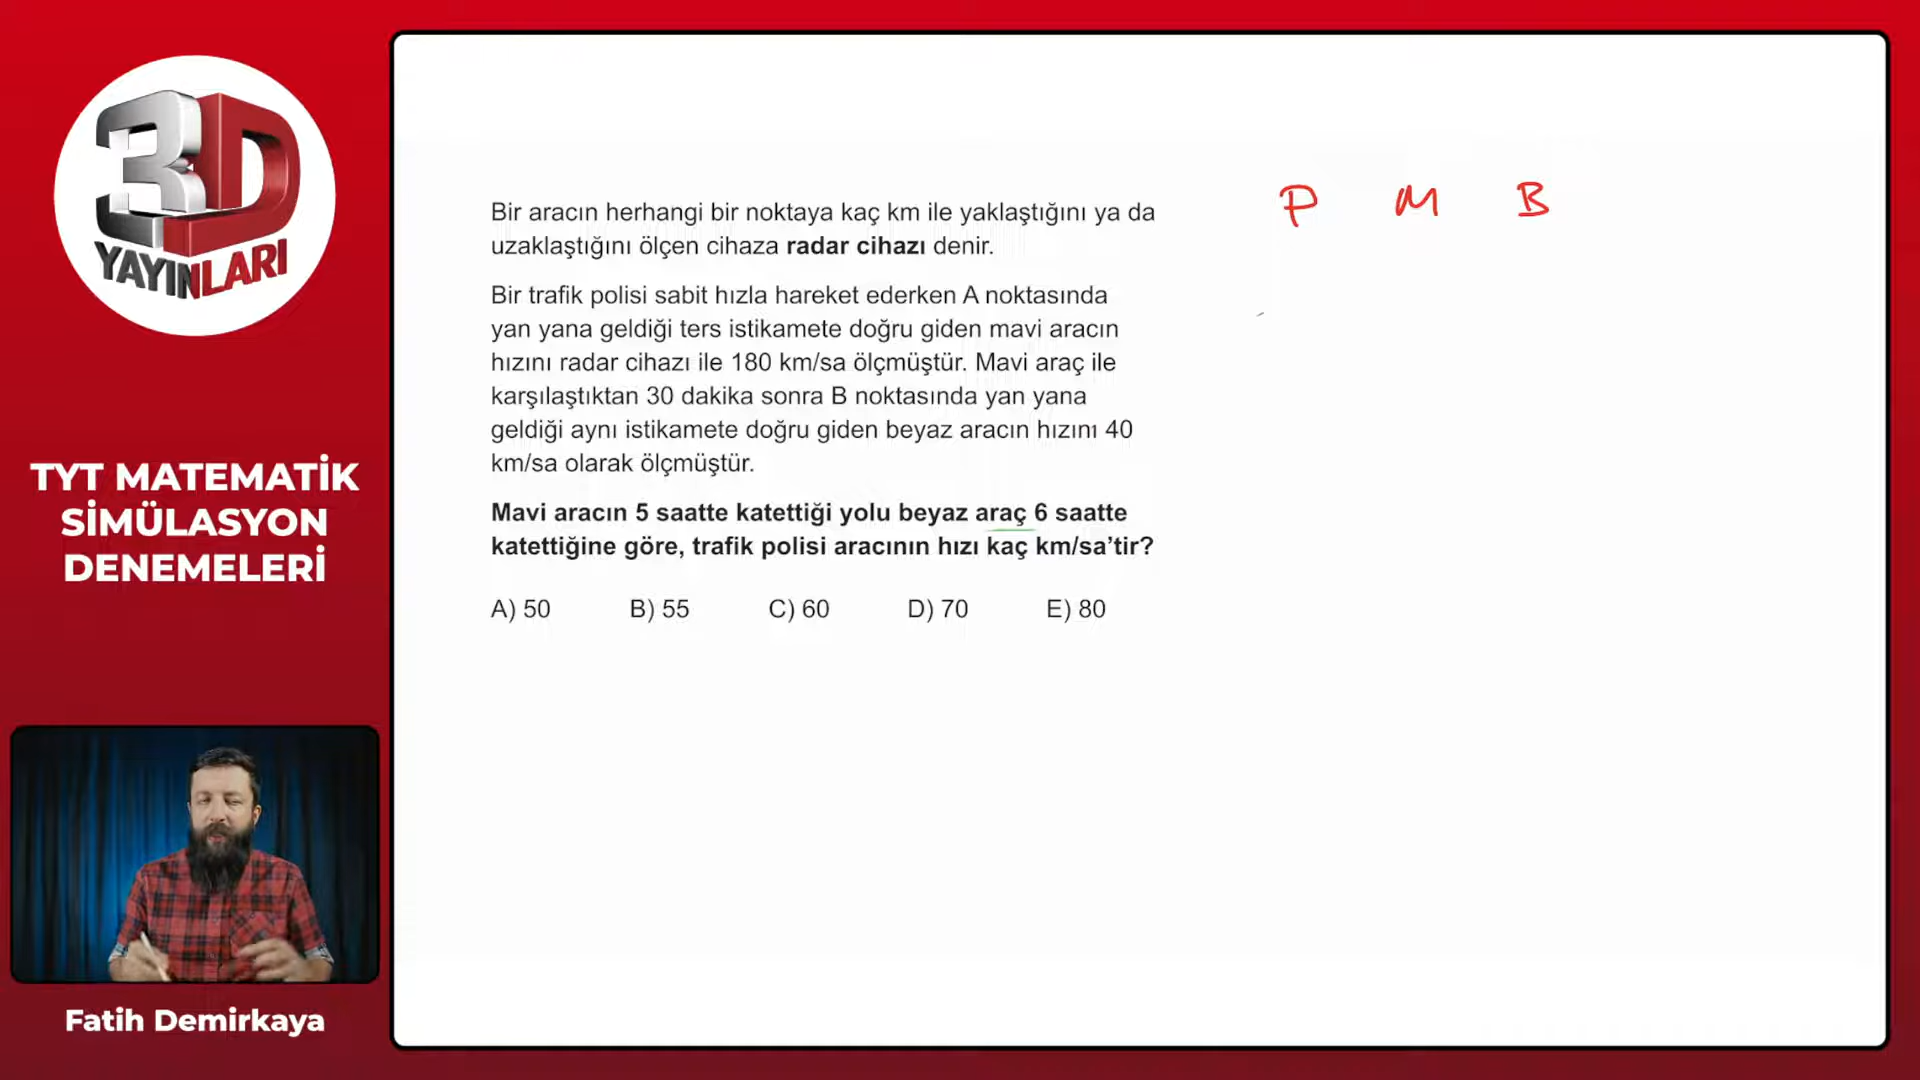 3D
YAYINLARI
TYT MATEMATİK
SİMÜLASYON
DENEMELERİ
Fatih Demirkaya
P M B
Bir aracın herhangi bir noktaya kaç km ile yaklaştığını ya da
uzaklaştığını ölçen cihaza radar cihazı denir.
Bir trafik polisi sabit hızla hareket ederken A noktasında
yan yana geldiği ters istikamete doğru giden mavi aracın
hızını radar cihazı ile 180 km/sa ölçmüştür. Mavi araç ile
karşılaştıktan 30 dakika sonra B noktasında yan yana
geldiği aynı istikamete doğru giden beyaz aracın hızını 40
km/sa olarak ölçmüştür.
Mavi aracın 5 saatte katettiği yolu beyaz araç 6 saatte
katettiğine göre, trafik polisi aracının hızı kaç km/sa’tir?
A) 50 B) 55 C) 60 D) 70 E) 80